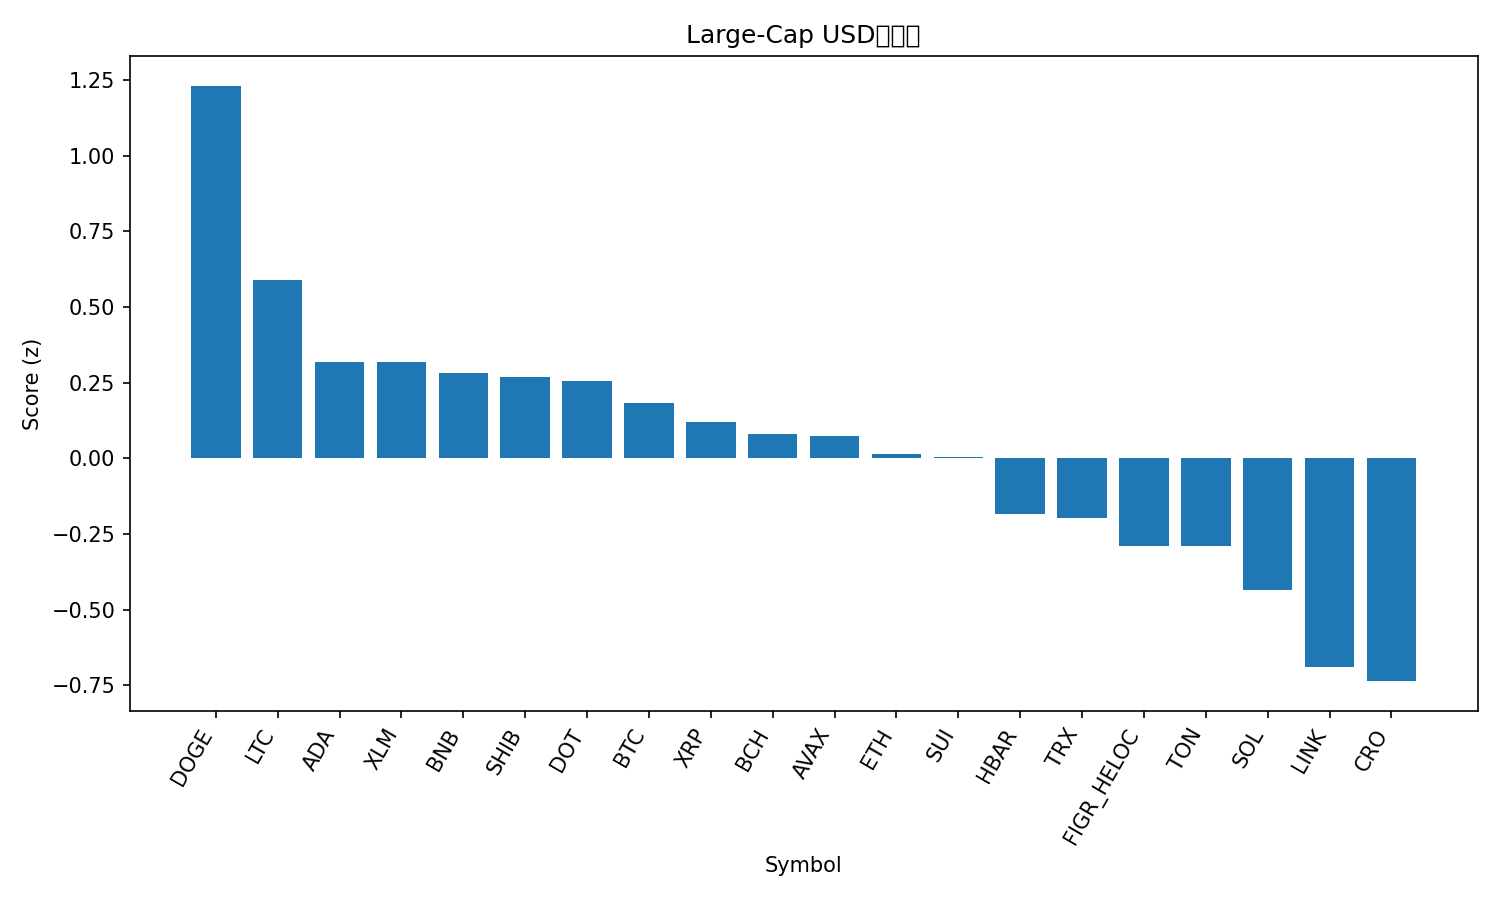 Large-Cap USD
1.25
1.00
0.75
0.50
0.25
0.00
−0.25
−0.50
−0.75
Score (z)
DOGE
LTC
ADA
XLM
BNB
SHIB
DOT
BTC
XRP
BCH
AVAX
ETH
SUI
HBAR
TRX
FIGR_HELOC
TON
SOL
LINK
CRO
Symbol